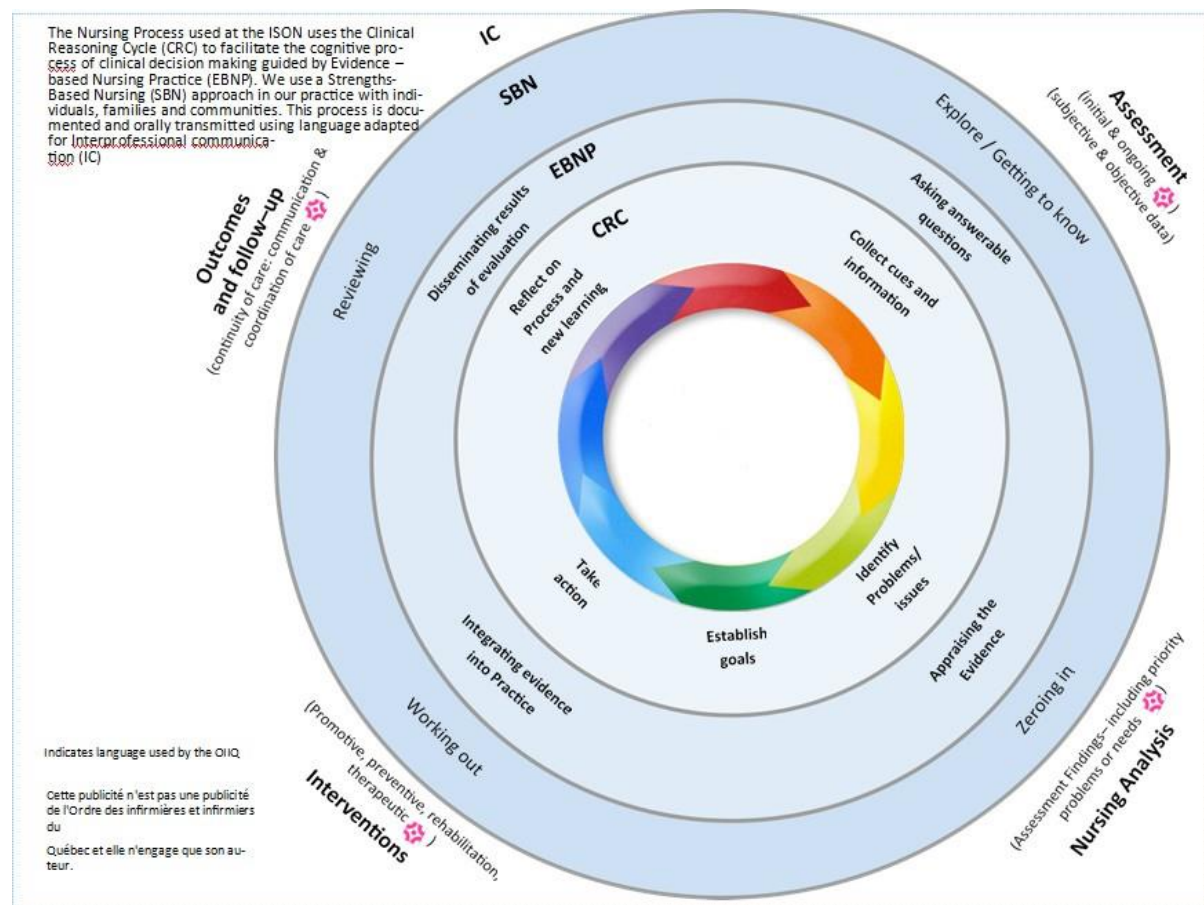 The Nursing Process used at the ISON uses the Clinical
Reasoning Cycle (CRC) to facilitate the cognitive pro-
cess of clinical decision making guided by Evidence –
based Nursing Practice (EBNP). We use a Strengths-
Based Nursing (SBN) approach in our practice with indi-
viduals, families and communities. This process is docu-
mented and orally transmitted using language adapted
for Interprofessional communica-
tion (IC)
IC
SBN
EBNP
CRC
Assessment
(initial & ongoing )
(subjective & objective data)
Explore / Getting to know
Asking answerable
questions
Collect cues and
information
Identify
Problems/
issues
Appraising the
Evidence
Zeroing in
(Assessment Findings– including priority
problems or needs )
Nursing Analysis
Establish
goals
Take
action
Integrating evidence
into Practice
Working out
(Promotive, preventive, rehabilitation,
therapeutic )
Interventions
Reflect on
Process and
new learning
Disseminating results
of evaluation
Reviewing
Outcomes
and follow–up
(continuity of care: communication &
coordination of care )
Indicates language used by the OIIQ
Cette publicité n'est pas une publicité
de l'Ordre des infirmières et infirmiers
du
Québec et elle n'engage que son au-
teur.